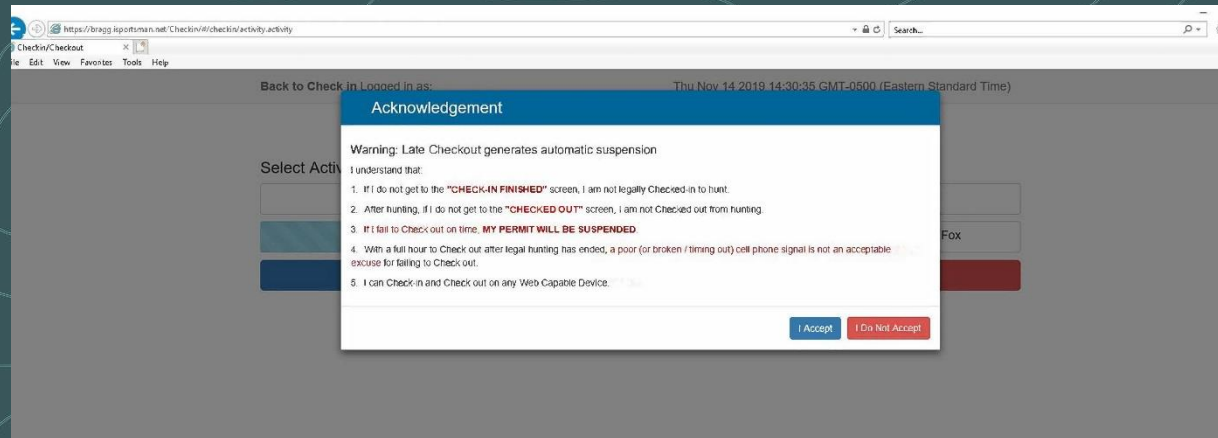 https://bragg.isportsman.net/Checkin/#/checkin/activity.activity
Search...
Checkin/Checkout
Edit View Favorites Tools Help
Back to Check in Logged in as:
Thu Nov 14 2019 14:30:35 GMT-0500 (Eastern Standard Time)
Acknowledgement
Warning: Late Checkout generates automatic suspension
Select Activ
I understand that:
1. If I do not get to the "CHECK-IN FINISHED" screen, I am not legally Checked-in to hunt.
2. After hunting, if I do not get to the "CHECKED OUT" screen, I am not Checked out from hunting.
3. If I fail to Check out on time, MY PERMIT WILL BE SUSPENDED.
Fox
4. With a full hour to Check out after legal hunting has ended, a poor (or broken / timing out) cell phone signal is not an acceptable
excuse for failing to Check out.
5. I can Check-in and Check out on any Web Capable Device.
I Accept
I Do Not Accept